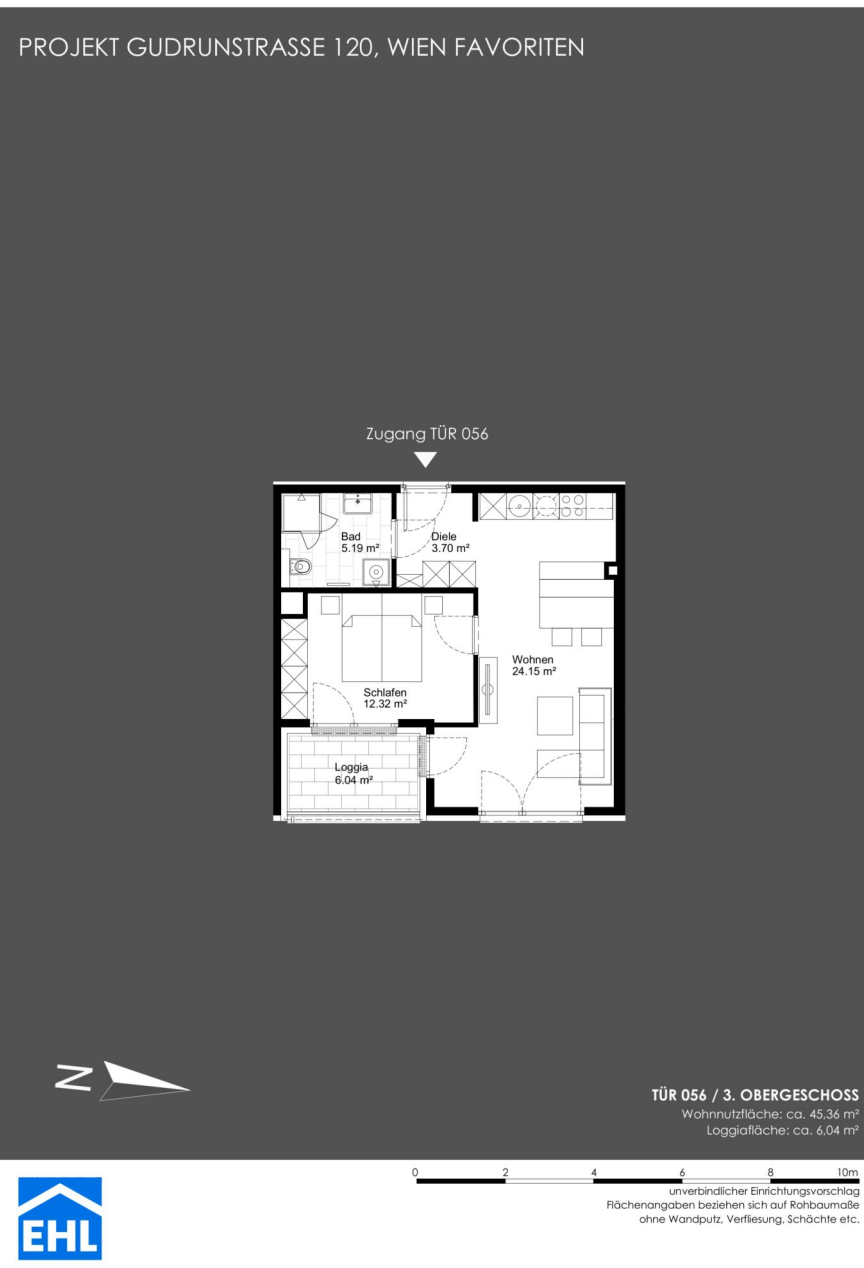 PROJEKT GUDRUNSTRASSE 120, WIEN FAVORITEN
Zugang TÜR 056
Bad
5.19 m²
Diele
3.70 m²
Wohnen
24.15 m²
Schlafen
12.32 m²
Loggia
6.04 m²
N
TÜR 056 / 3. OBERGESCHOSS
Wohnnutzfläche: ca. 45,36 m²
Loggiafläche: ca. 6,04 m²
0 2 4 6 8 10m
unverbindlicher Einrichtungsvorschlag
Flächenangaben beziehen sich auf Rohbaumaße
ohne Wandputz, Verfliesung, Schächte etc.
EHL